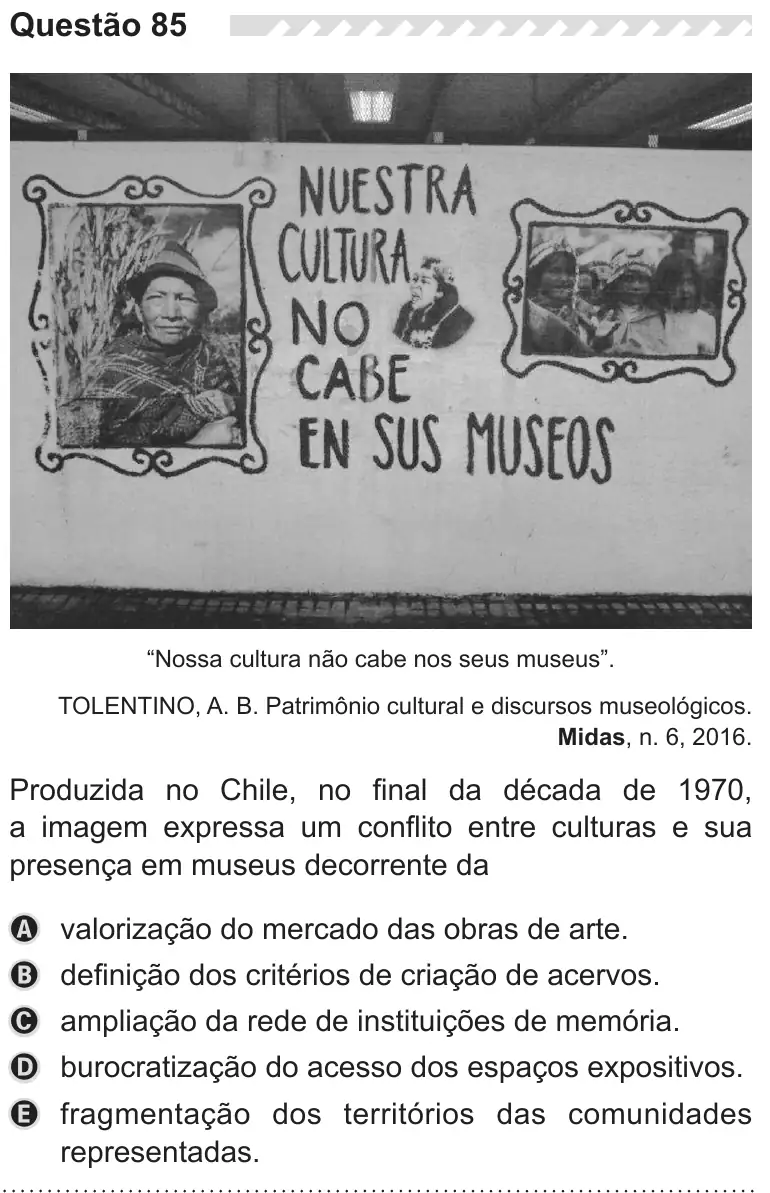 Questão 85
NUESTRA
CULTURA
NO
CABE
EN SUS MUSEOS
“Nossa cultura não cabe nos seus museus”.
TOLENTINO, A. B. Patrimônio cultural e discursos museológicos.
Midas, n. 6, 2016.
Produzida no Chile, no final da década de 1970,
a imagem expressa um conflito entre culturas e sua
presença em museus decorrente da
A valorização do mercado das obras de arte.
B definição dos critérios de criação de acervos.
C ampliação da rede de instituições de memória.
D burocratização do acesso dos espaços expositivos.
E fragmentação dos territórios das comunidades
representadas.